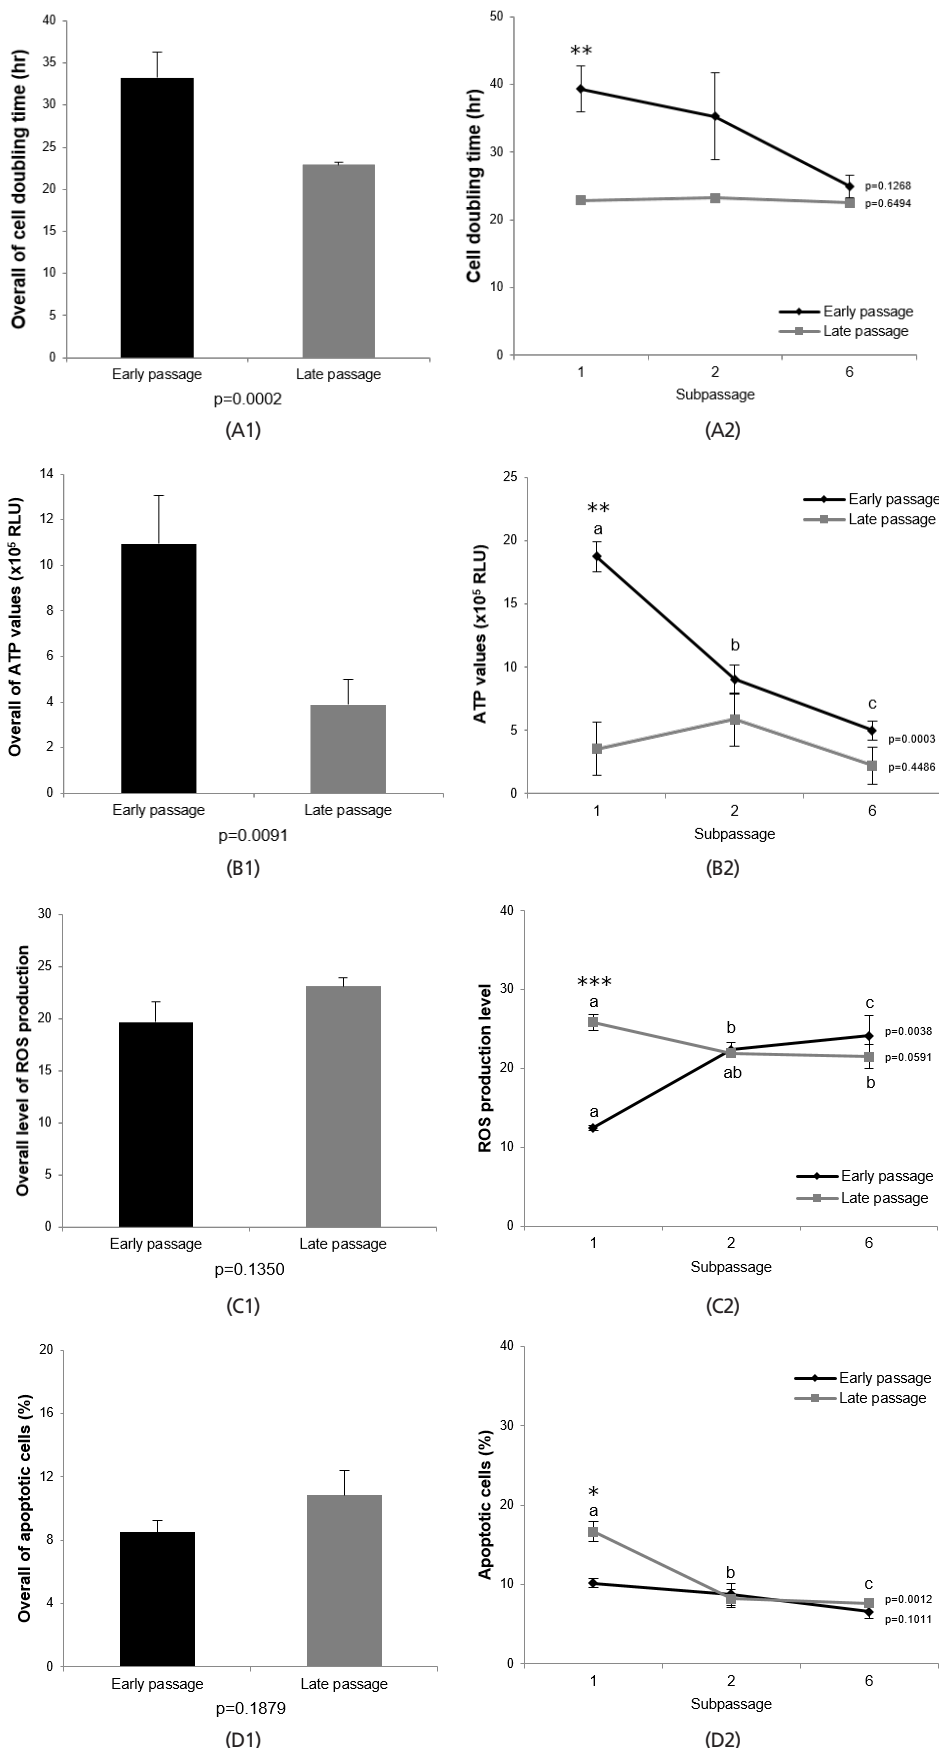 Overall of cell doubling time (hr)
40
35
30
25
20
15
10
5
0
Early passage
Late passage
p=0.0002
(A1)
Cell doubling time (hr)
50
40
30
20
10
0
**
p=0.1268
p=0.6494
Early passage
Late passage
1
2
6
Subpassage
(A2)
Overall of ATP values (x10⁵ RLU)
14
12
10
8
6
4
2
0
Early passage
Late passage
p=0.0091
(B1)
ATP values (x10⁵ RLU)
25
20
15
10
5
0
Early passage
Late passage
**
a
b
c
p=0.0003
p=0.4486
1
2
6
Subpassage
(B2)
Overall level of ROS production
30
25
20
15
10
5
0
Early passage
Late passage
p=0.1350
(C1)
ROS production level
40
30
20
10
0
***
a
b
c
p=0.0038
p=0.0591
ab
b
a
Early passage
Late passage
1
2
6
Subpassage
(C2)
Overall of apoptotic cells (%)
20
16
12
8
4
0
Early passage
Late passage
p=0.1879
(D1)
Apoptotic cells (%)
40
30
20
10
0
Early passage
Late passage
*
a
b
c
p=0.0012
p=0.1011
1
2
6
Subpassage
(D2)